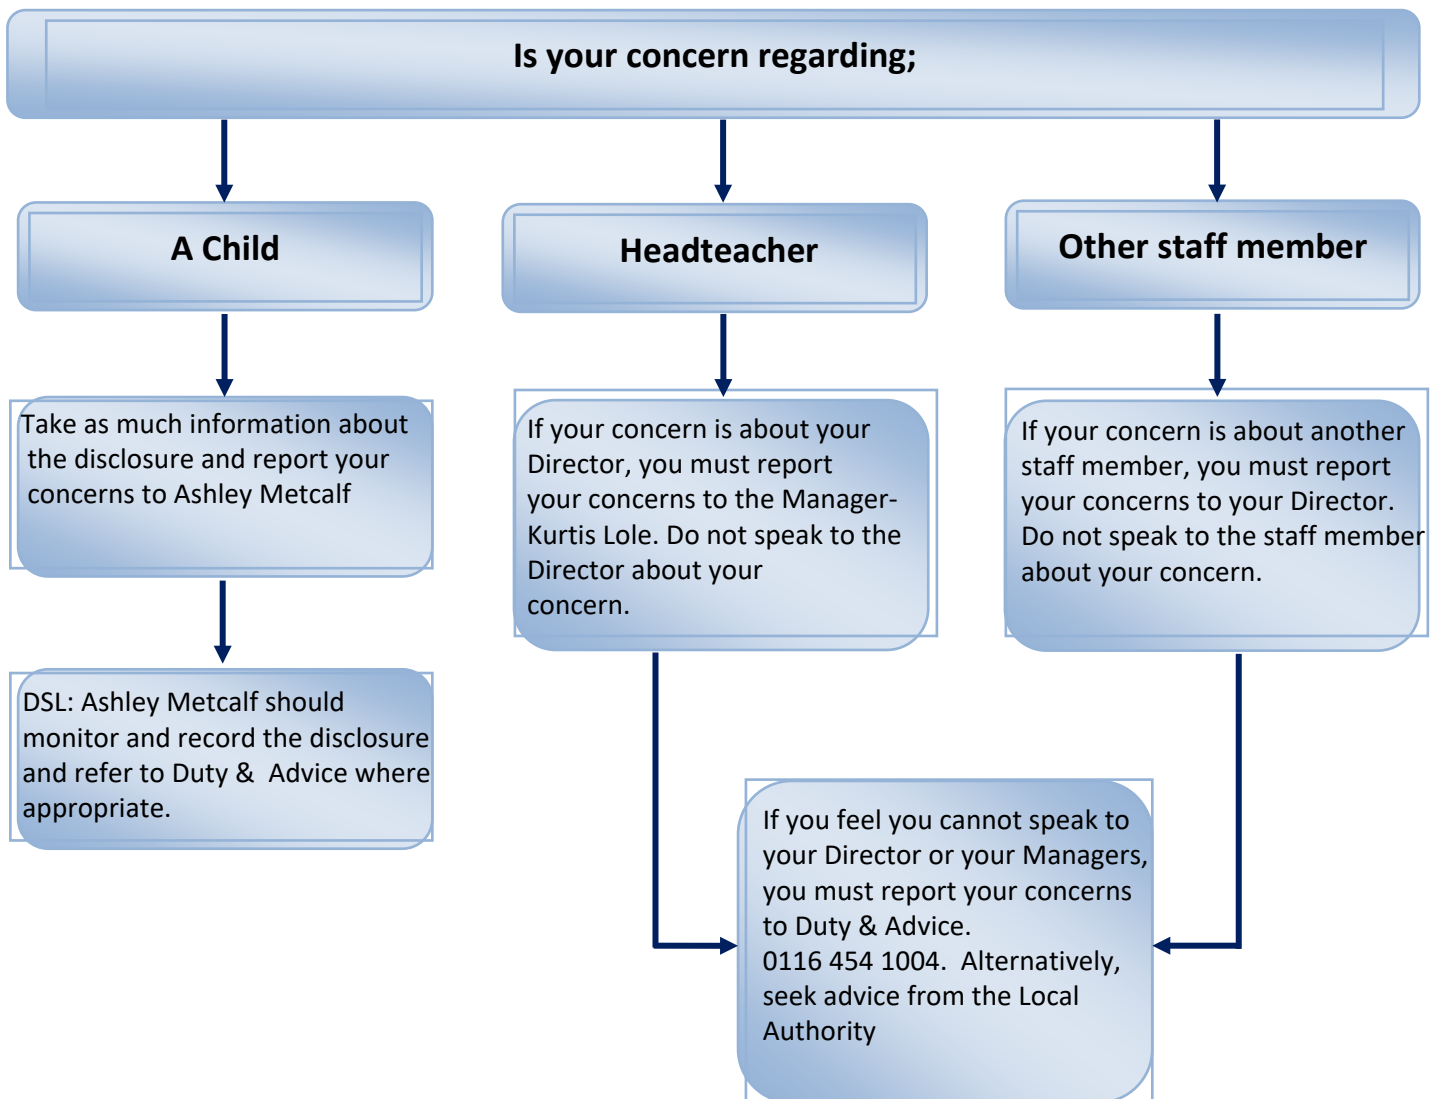 Is your concern regarding;
A Child
Headteacher
Other staff member
Take as much information about
the disclosure and report your
concerns to Ashley Metcalf
If your concern is about your
Director, you must report
your concerns to the Manager-
Kurtis Lole. Do not speak to the
Director about your
concern.
If your concern is about another
staff member, you must report
your concerns to your Director.
Do not speak to the staff member
about your concern.
DSL: Ashley Metcalf should
monitor and record the disclosure
and refer to Duty &  Advice where
appropriate.
If you feel you cannot speak to
your Director or your Managers,
you must report your concerns
to Duty & Advice.
0116 454 1004.  Alternatively,
seek advice from the Local
Authority